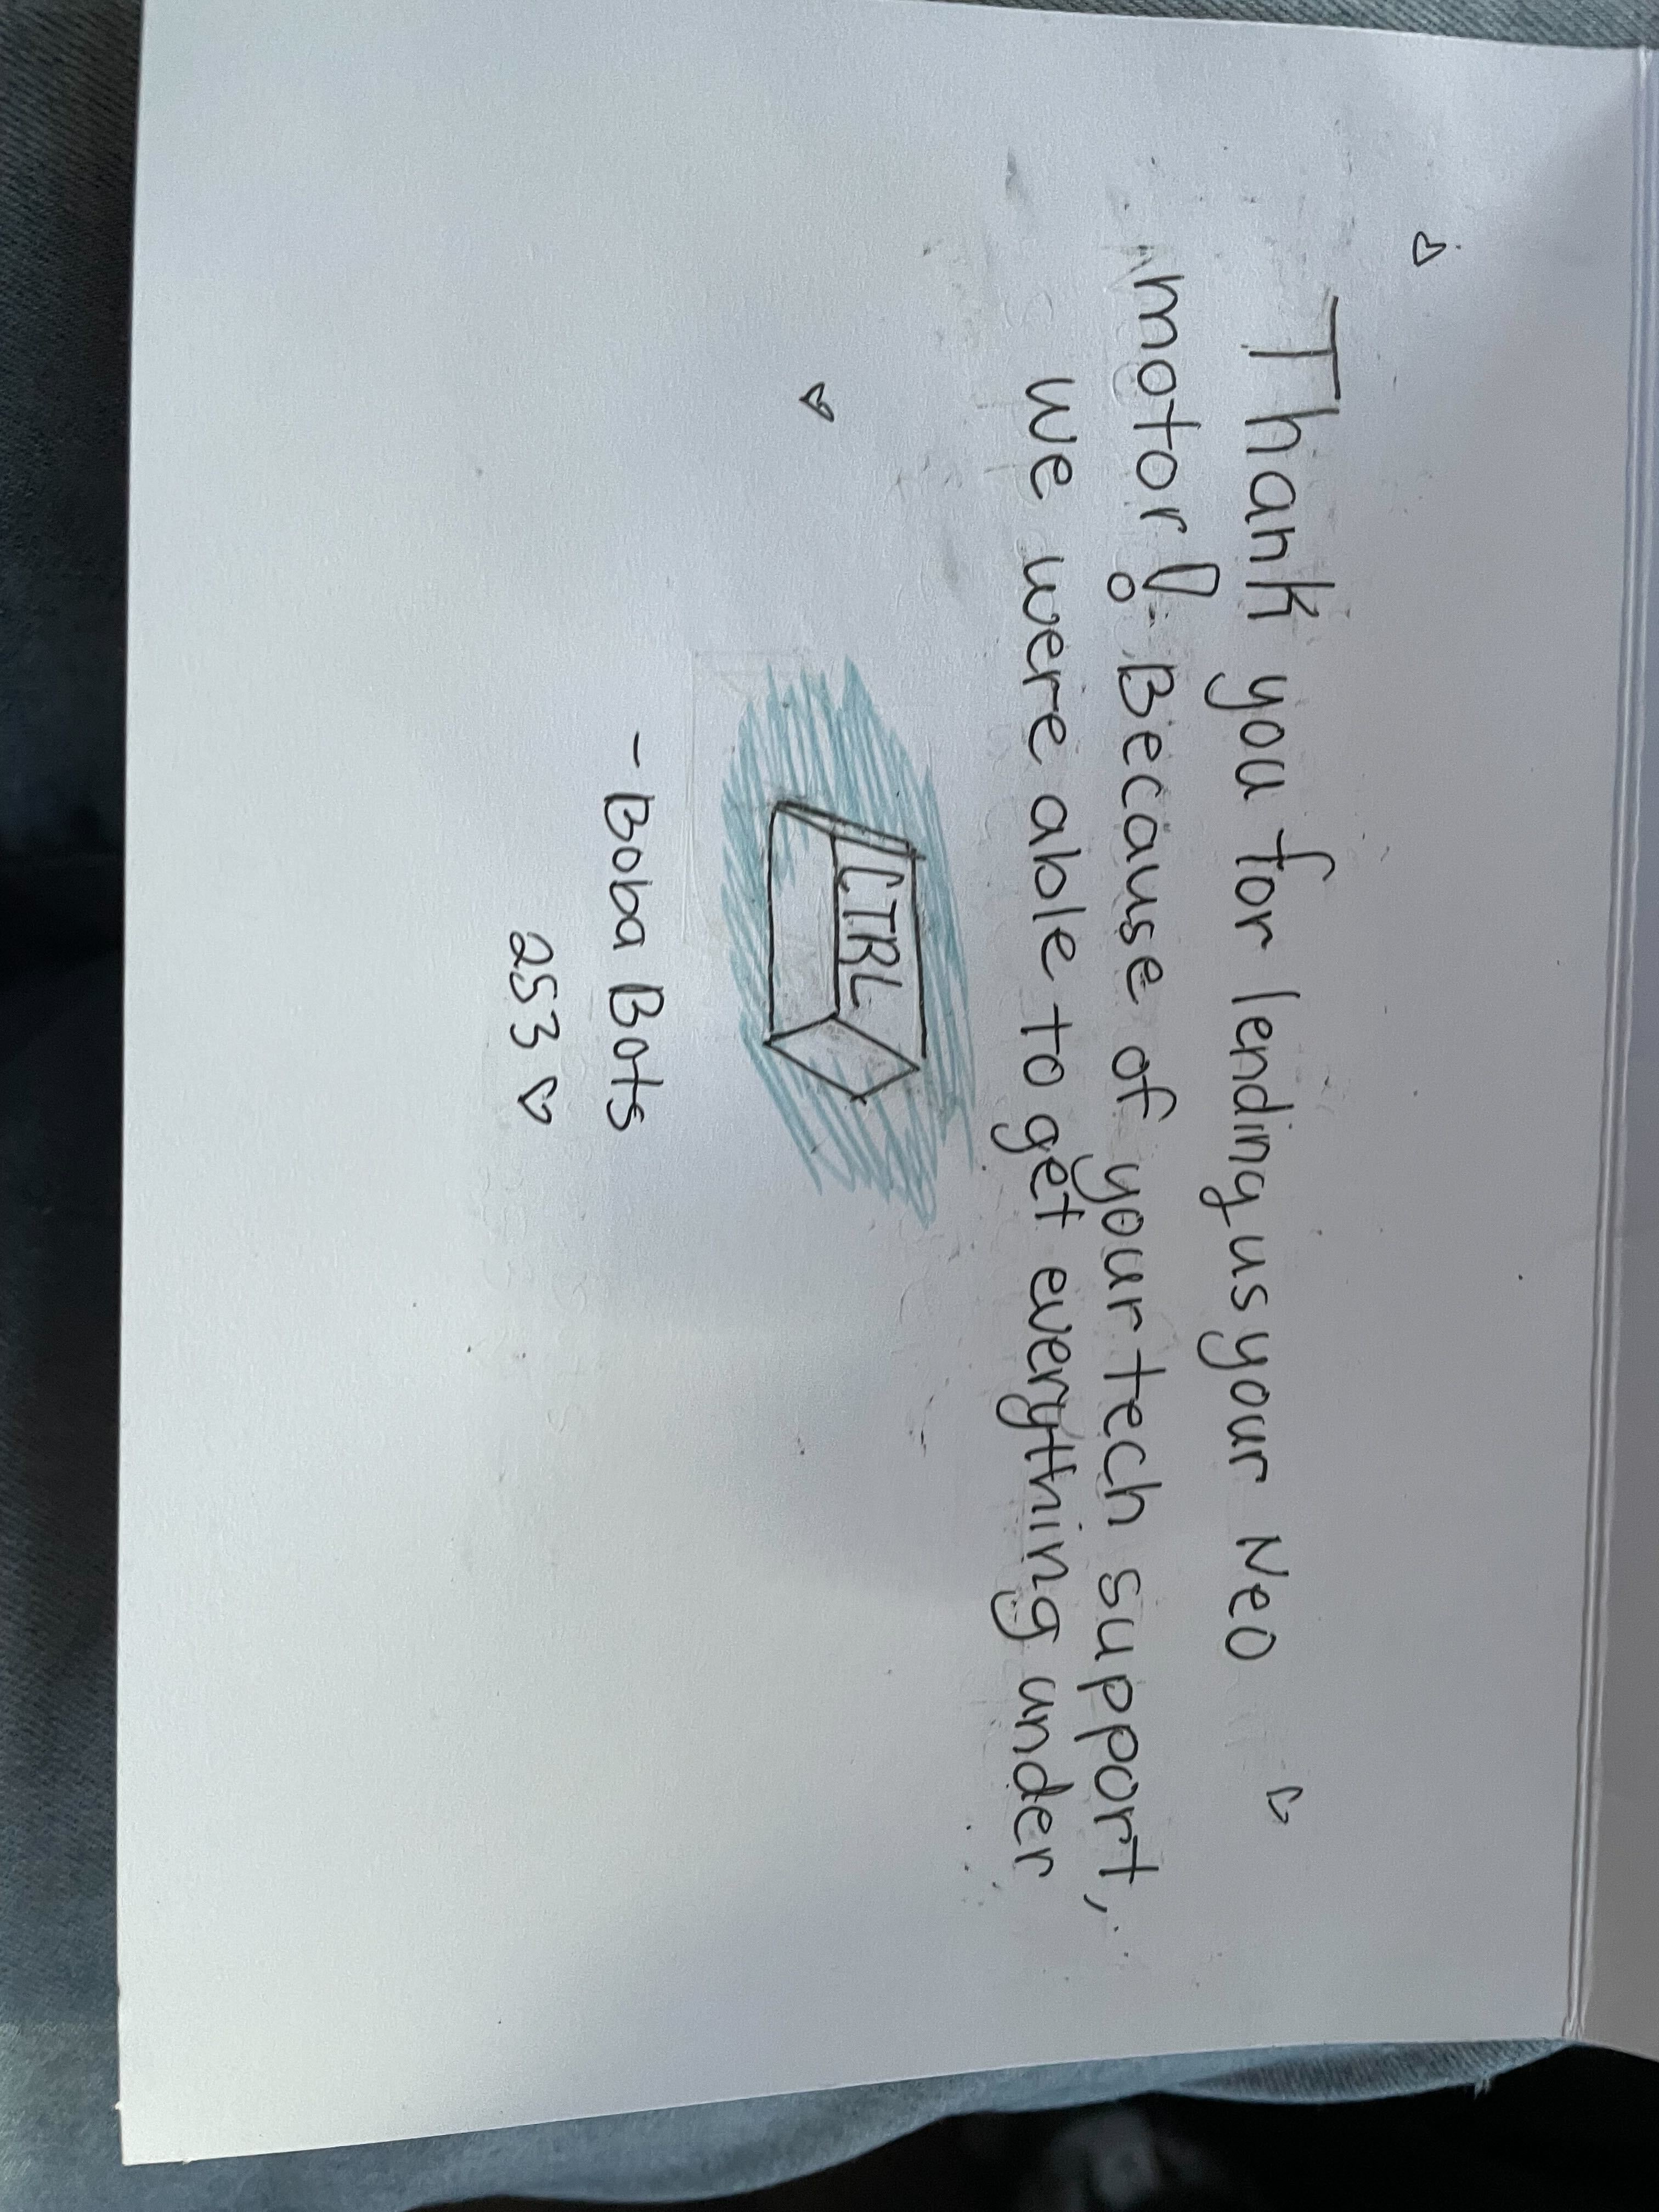 Thank you for lending us your Neo
motor! Because of your tech support,
we were able to get everything under
CTRL
- Boba Bots
253 ♡